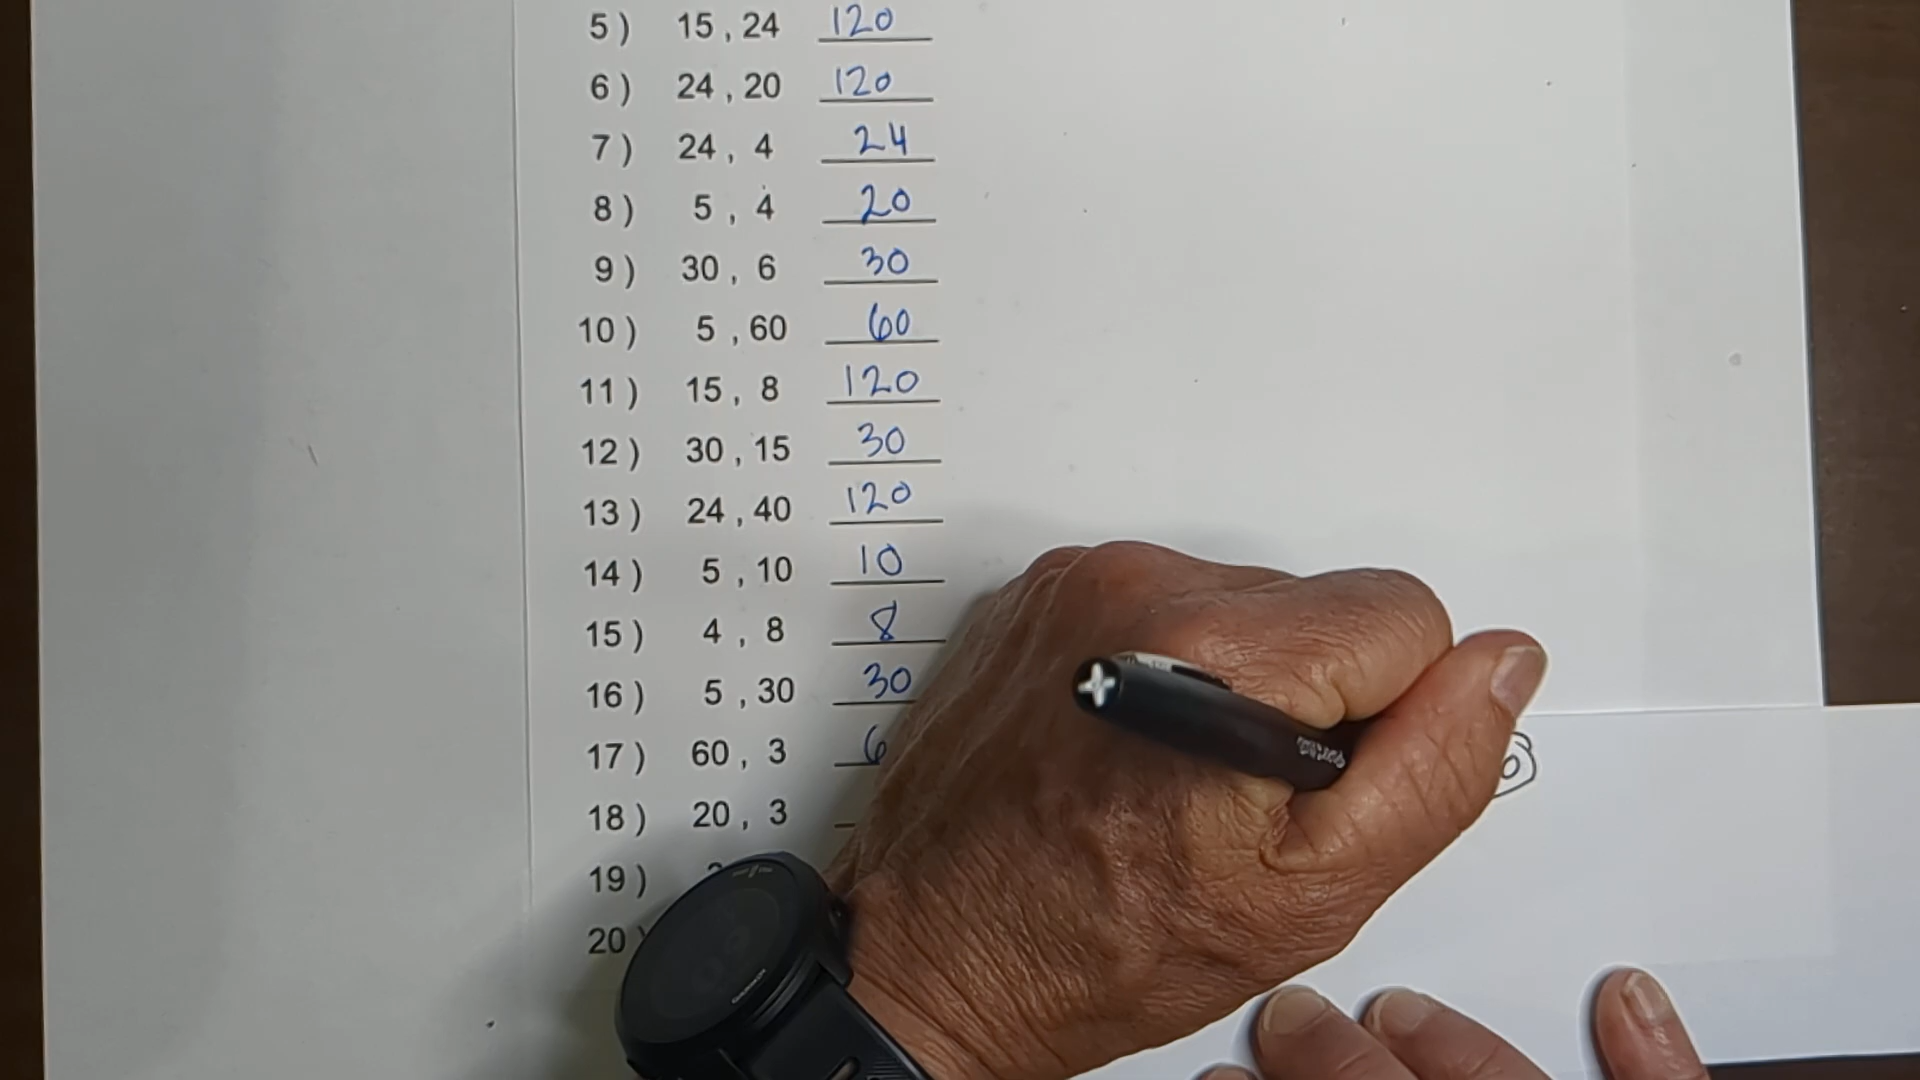 5 ) 15 , 24 120
6 ) 24 , 20 120
7 ) 24 , 4 24
8 ) 5 , 4 20
9 ) 30 , 6 30
10 ) 5 , 60 60
11 ) 15 , 8 120
12 ) 30 , 15 30
13 ) 24 , 40 120
14 ) 5 , 10 10
15 ) 4 , 8 8
16 ) 5 , 30 30
17 ) 60 , 3 6
18 ) 20 , 3
19 )
20 )